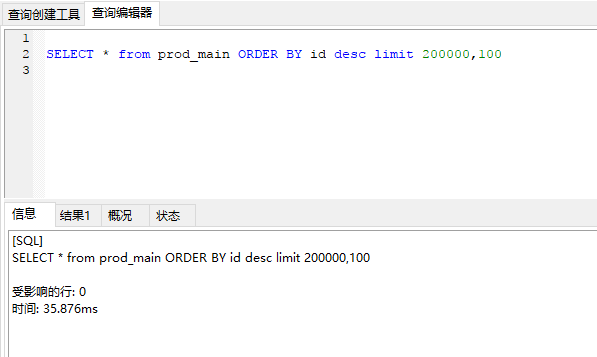 查询创建工具 查询编辑器
1
2 SELECT * from prod_main ORDER BY id desc limit 200000,100
3
信息 结果1 概况 状态
[SQL]
SELECT * from prod_main ORDER BY id desc limit 200000,100
受影响的行: 0
时间: 35.876ms